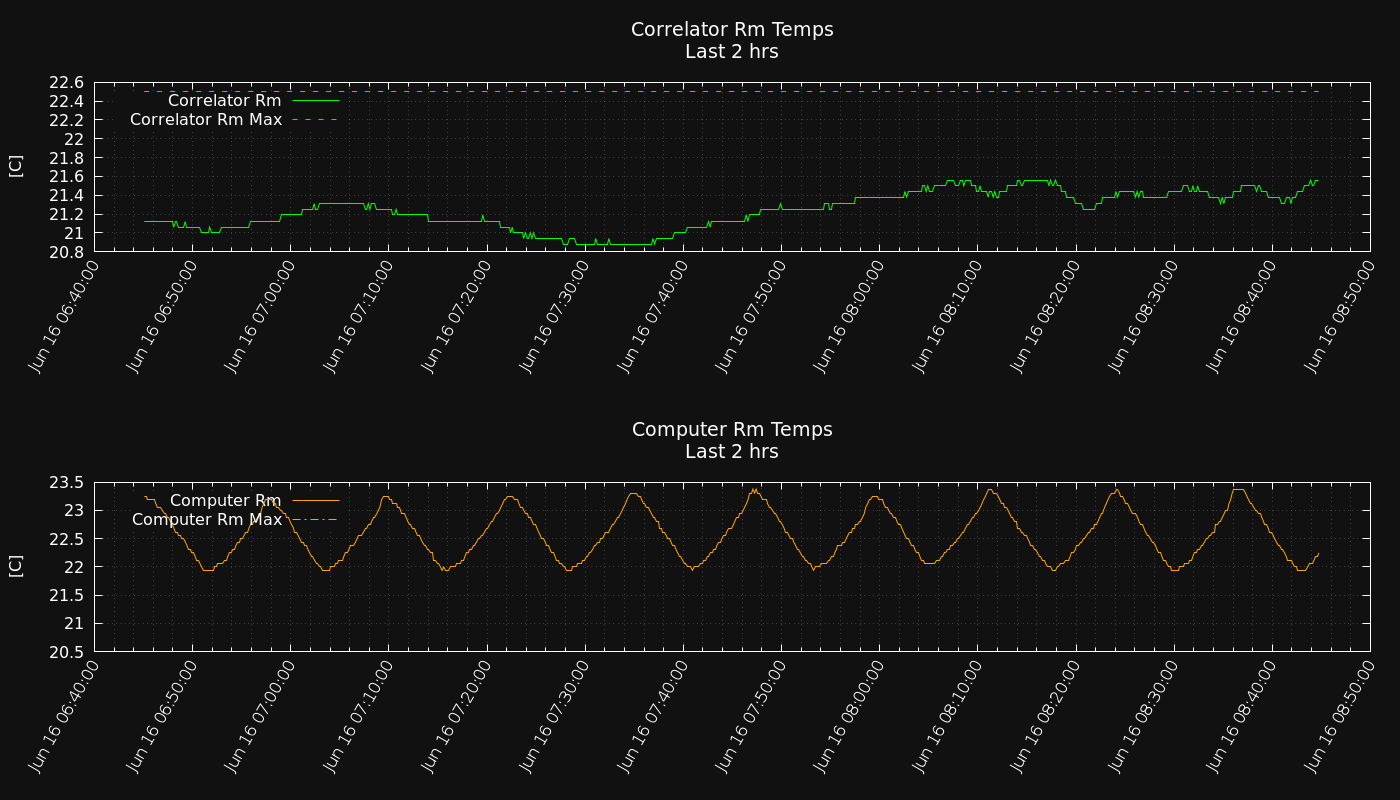 Correlator Rm Temps
Last 2 hrs
22.6
22.4
22.2
22
21.8
21.6
21.4
21.2
21
20.8
[C]
Correlator Rm
Correlator Rm Max
Jun 16 06:40:00
Jun 16 06:50:00
Jun 16 07:00:00
Jun 16 07:10:00
Jun 16 07:20:00
Jun 16 07:30:00
Jun 16 07:40:00
Jun 16 07:50:00
Jun 16 08:00:00
Jun 16 08:10:00
Jun 16 08:20:00
Jun 16 08:30:00
Jun 16 08:40:00
Jun 16 08:50:00
Computer Rm Temps
Last 2 hrs
23.5
23
22.5
22
21.5
21
20.5
[C]
Computer Rm
Computer Rm Max
Jun 16 06:40:00
Jun 16 06:50:00
Jun 16 07:00:00
Jun 16 07:10:00
Jun 16 07:20:00
Jun 16 07:30:00
Jun 16 07:40:00
Jun 16 07:50:00
Jun 16 08:00:00
Jun 16 08:10:00
Jun 16 08:20:00
Jun 16 08:30:00
Jun 16 08:40:00
Jun 16 08:50:00